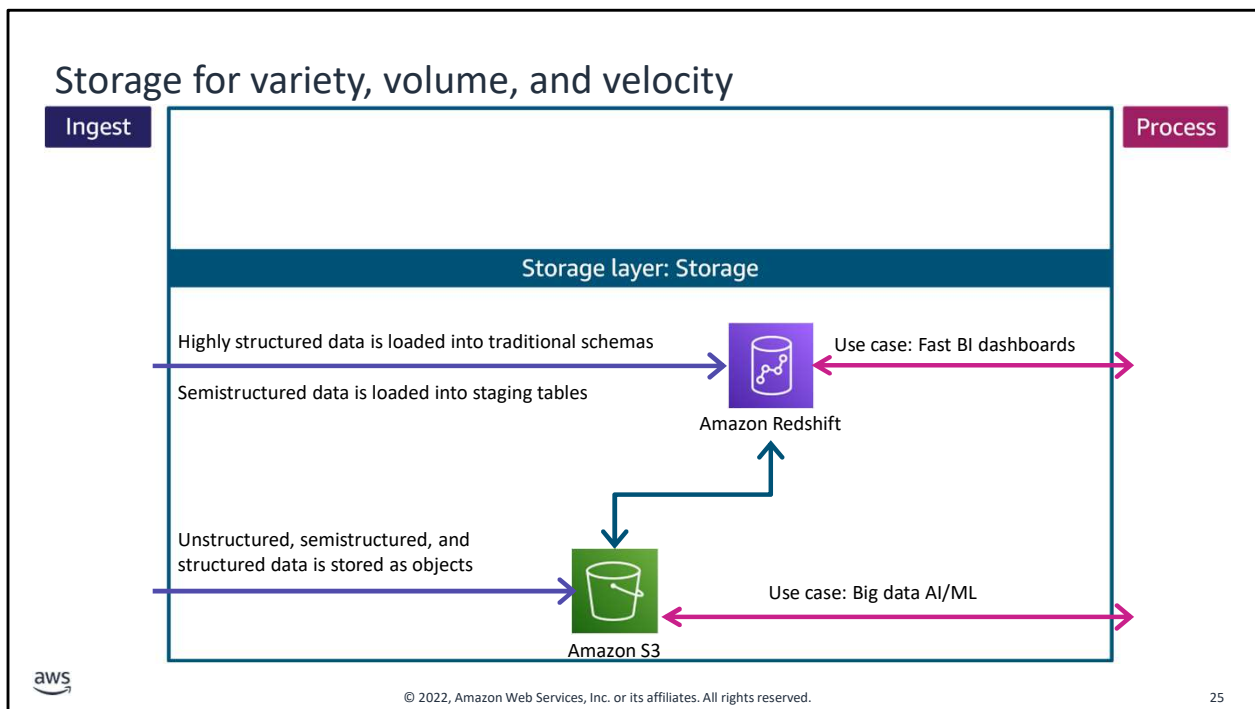 Storage for variety, volume, and velocity
Ingest
Process
Storage layer: Storage
Highly structured data is loaded into traditional schemas
Semistructured data is loaded into staging tables
Use case: Fast BI dashboards
Amazon Redshift
Unstructured, semistructured, and
structured data is stored as objects
Use case: Big data AI/ML
Amazon S3
aws
© 2022, Amazon Web Services, Inc. or its affiliates. All rights reserved.
25